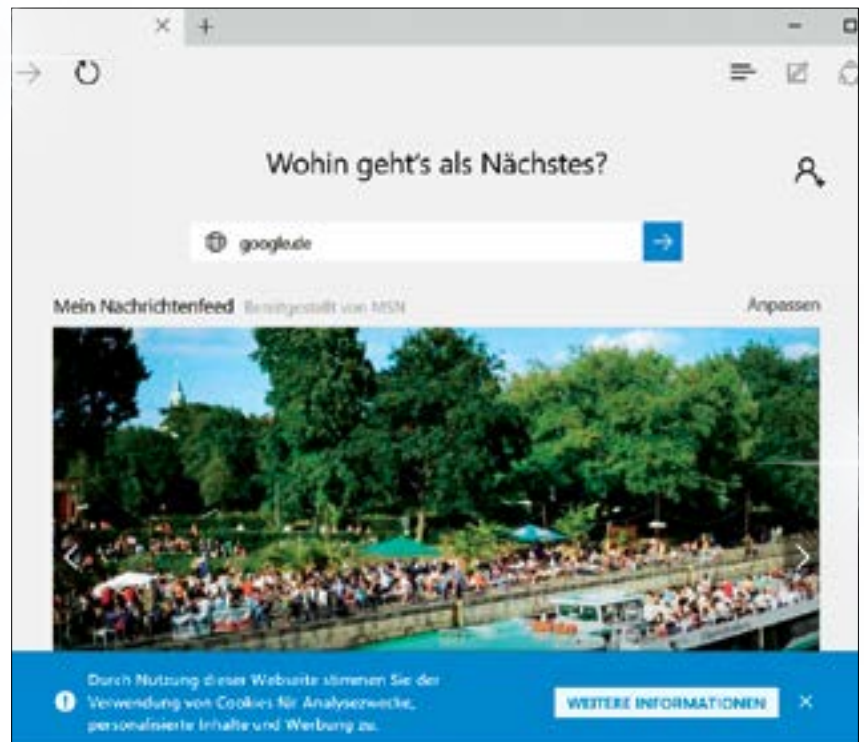 Wohin geht's als Nächstes?
google.de
Mein Nachrichtenfeed Bereitgestellt von MSN
Anpassen
Durch Nutzung dieser Webseite stimmen Sie der
Verwendung von Cookies für Analysezwecke,
personalisierte Inhalte und Werbung zu.
WEITERE INFORMATIONEN